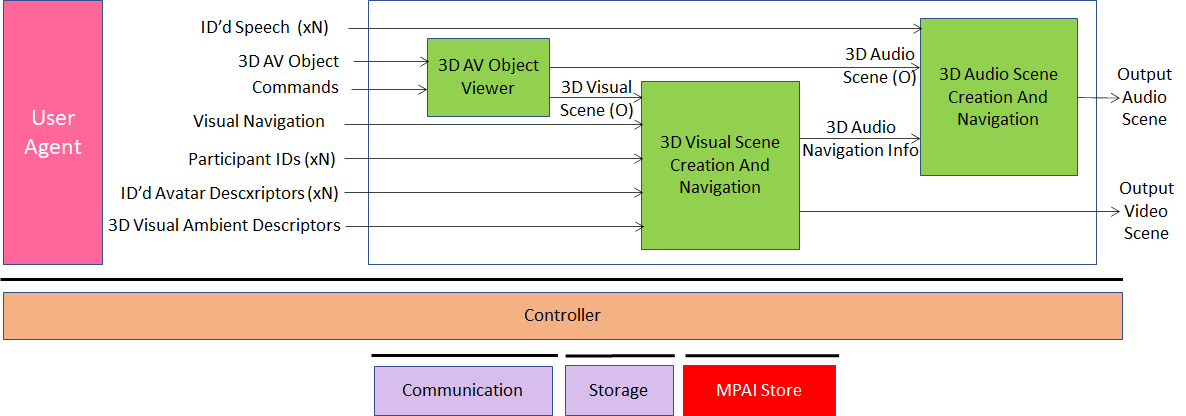 User
Agent
ID'd Speech (xN)
3D AV Object
Commands
Visual Navigation
Participant IDs (xN)
ID'd Avatar Descxriptors (xN)
3D Visual Ambient Descriptors
3D AV Object
Viewer
3D Visual
Scene (O)
3D Visual Scene
Creation And
Navigation
3D Audio
Scene (O)
3D Audio
Navigation Info
3D Audio Scene
Creation And
Navigation
Output
Audio
Scene
Output
Video
Scene
Controller
Communication
Storage
MPAI Store